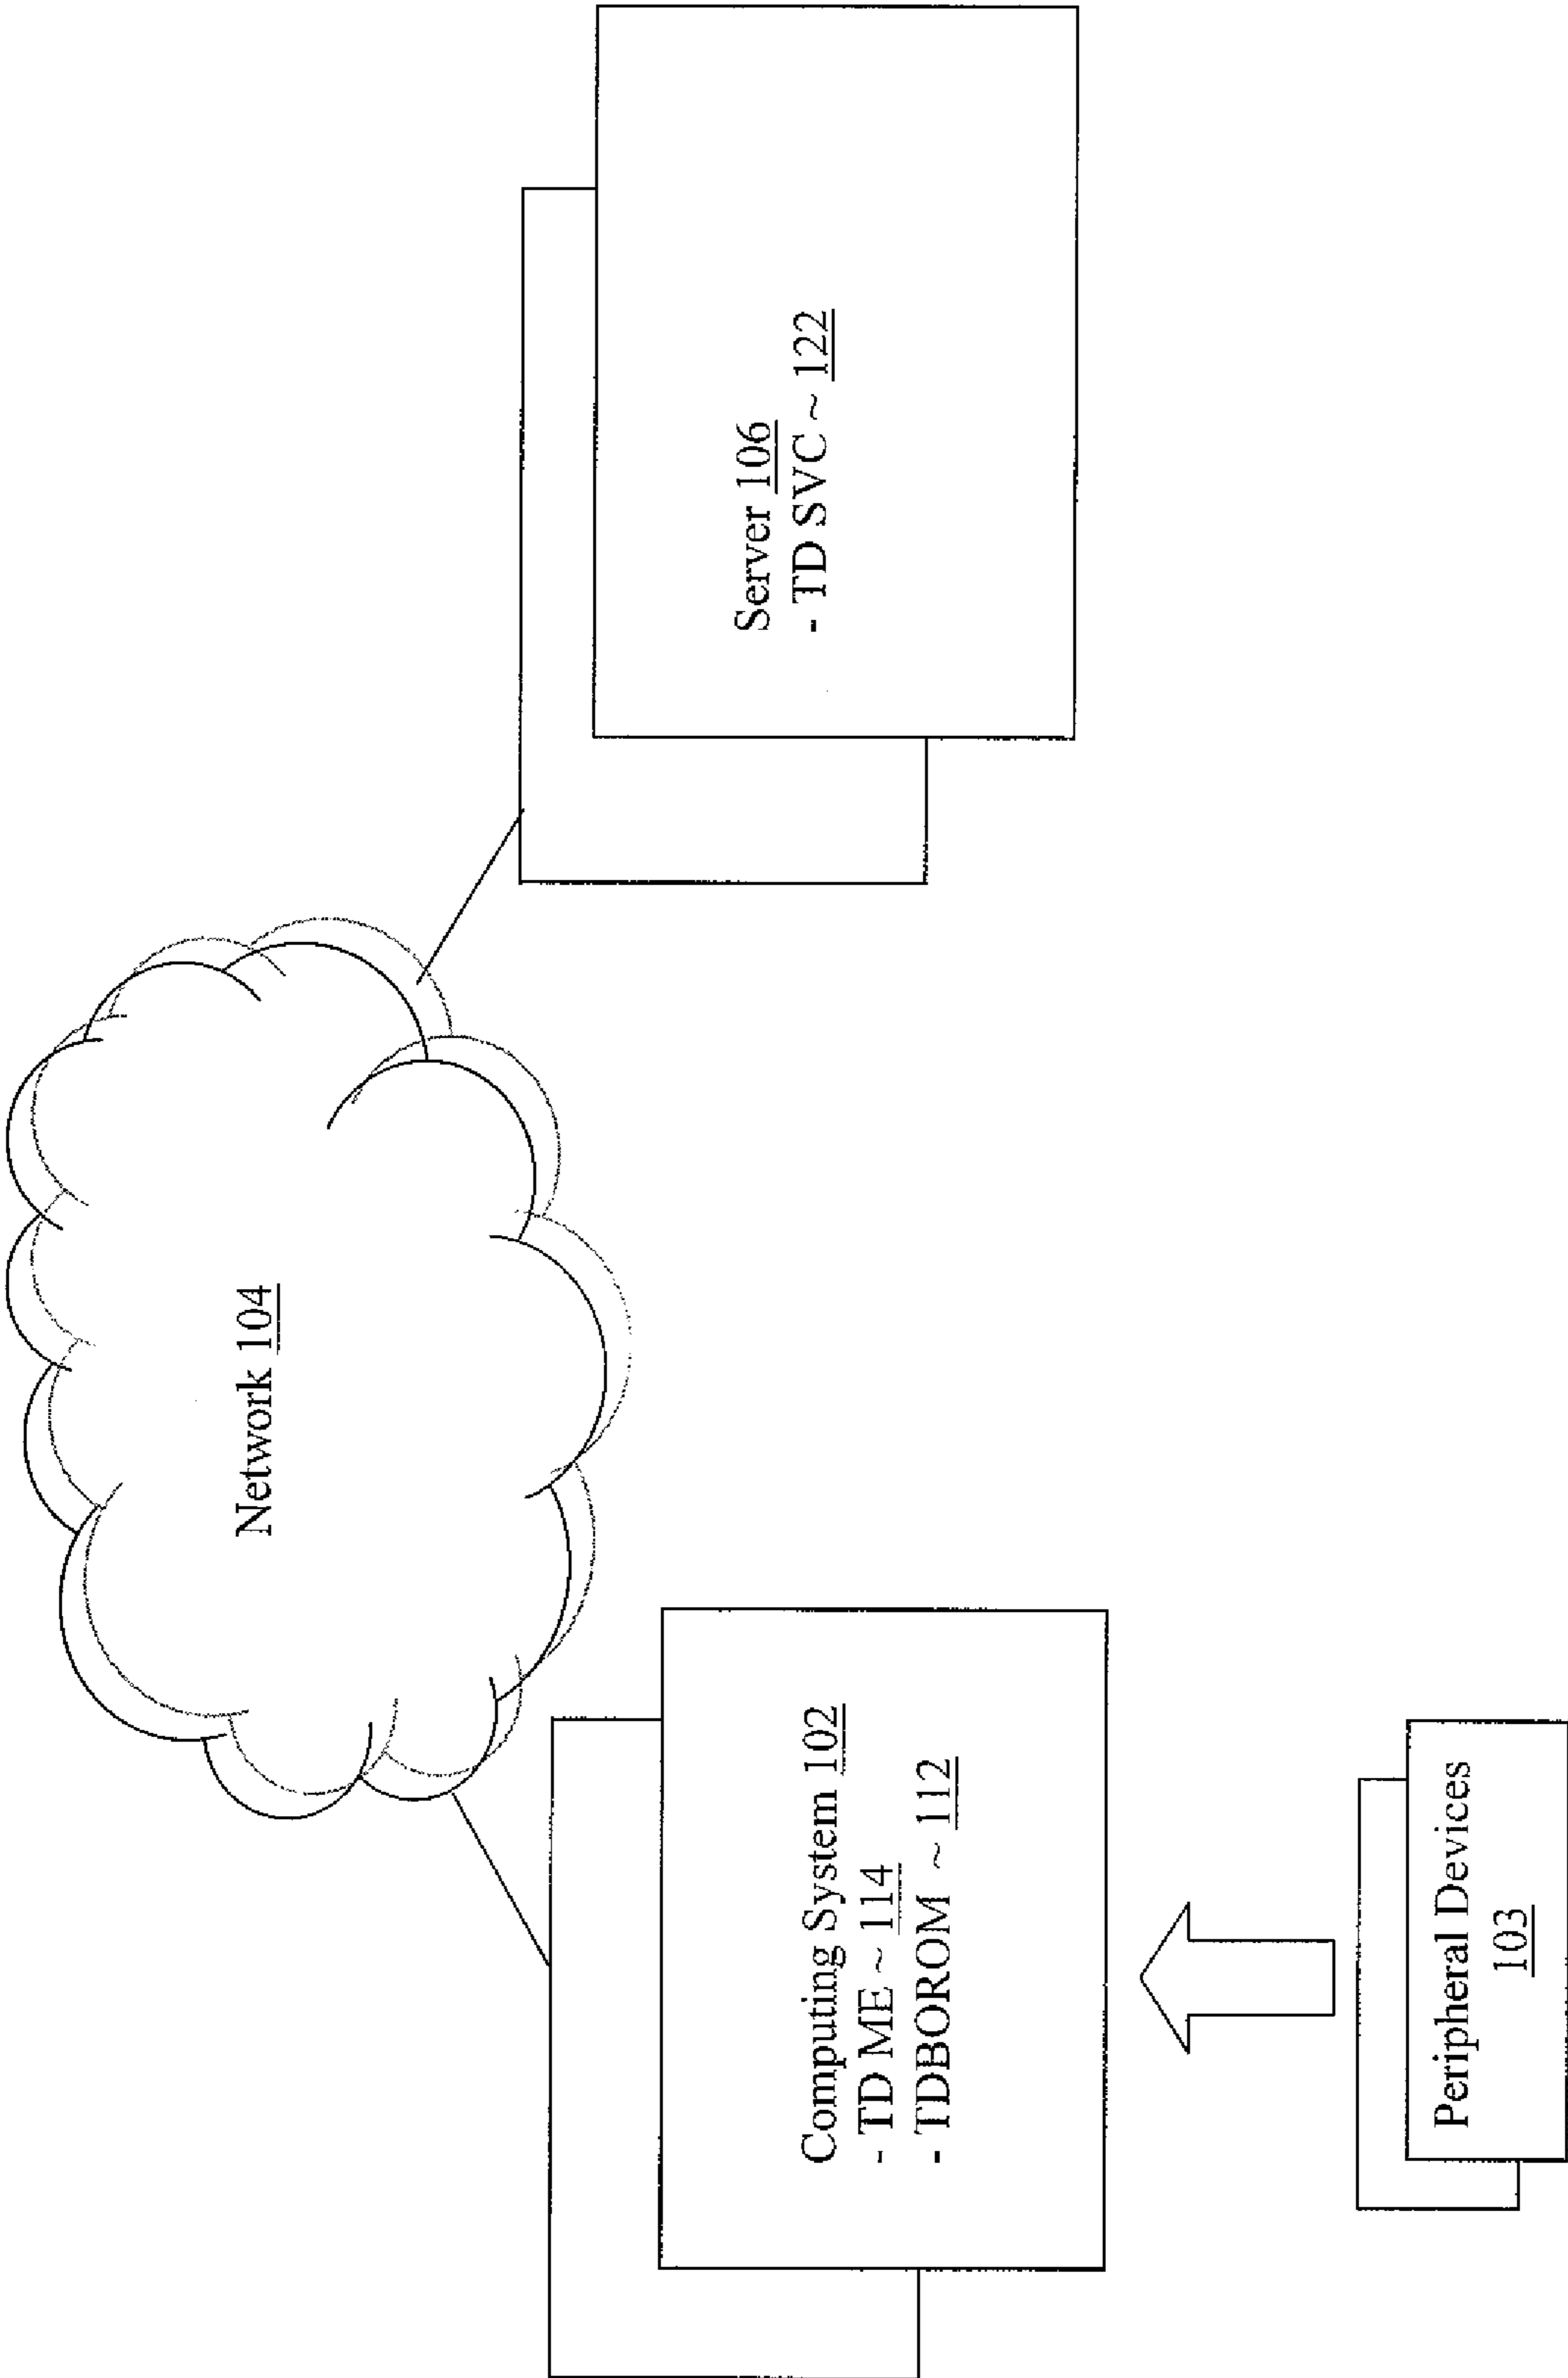 Network 104
Computing System 102
- TD ME ~ 114
- TDBOROM ~ 112
Server 106
- TD SVC ~ 122
Peripheral Devices
103